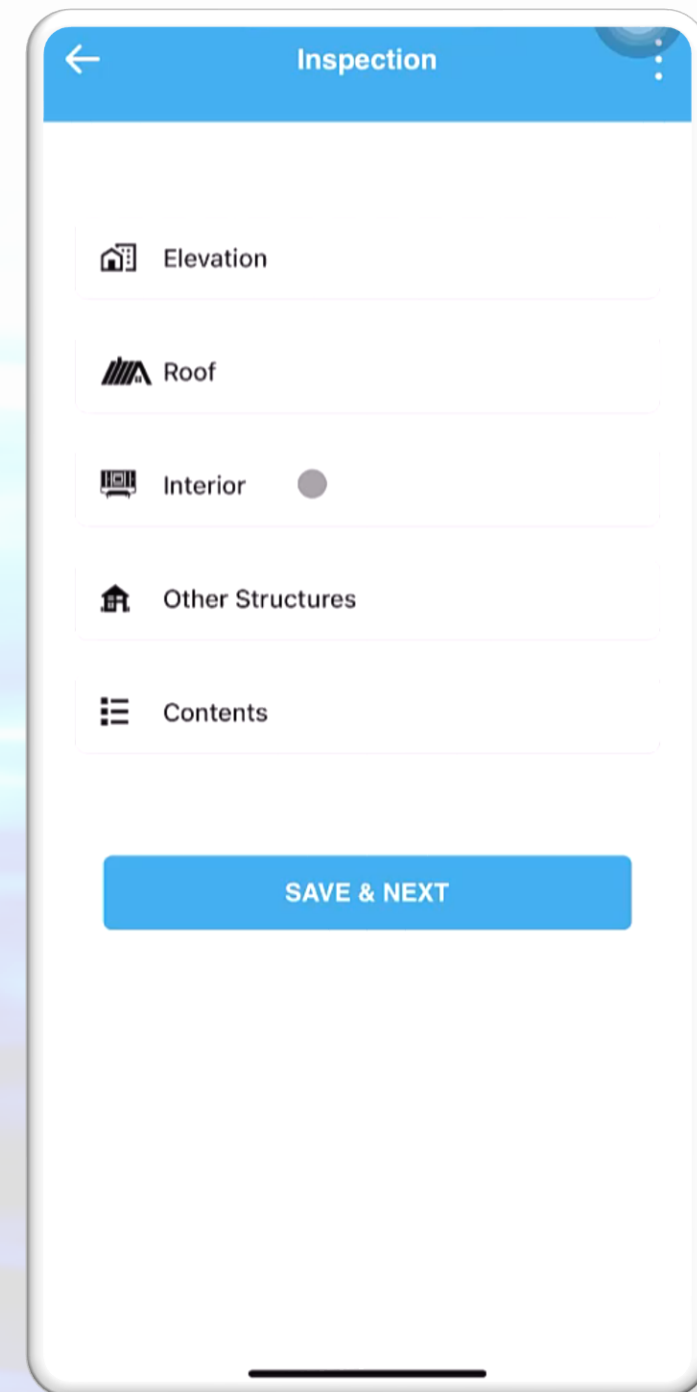 Inspection
Elevation
Roof
Interior
Other Structures
Contents
SAVE & NEXT